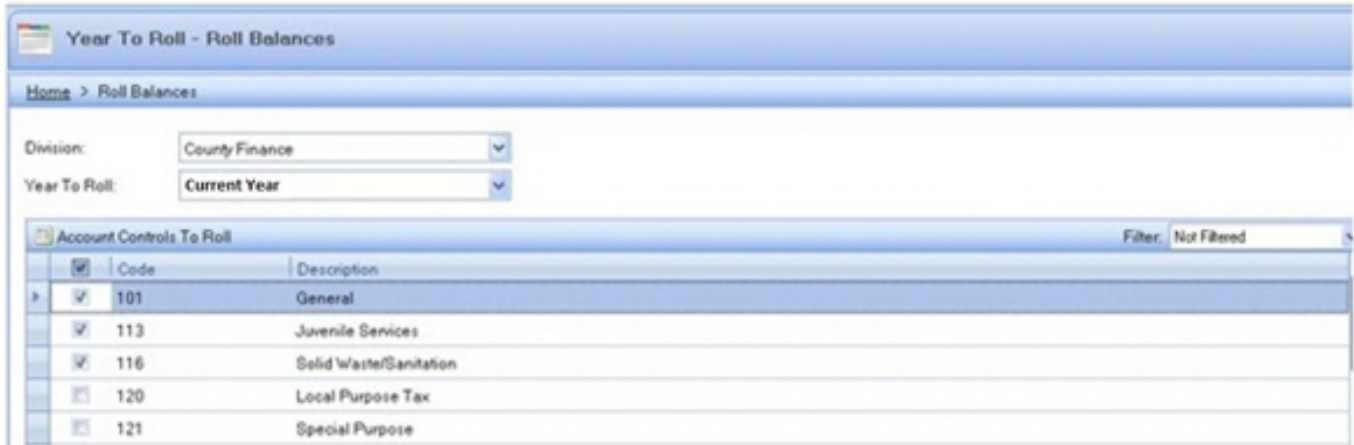 Year To Roll - Roll Balances
Home > Roll Balances
Division: County Finance
Year To Roll: Current Year
Account Controls To Roll Filter: Not Filtered
Code Description
101 General
113 Juvenile Services
116 Solid Waste/Sanitation
120 Local Purpose Tax
121 Special Purpose